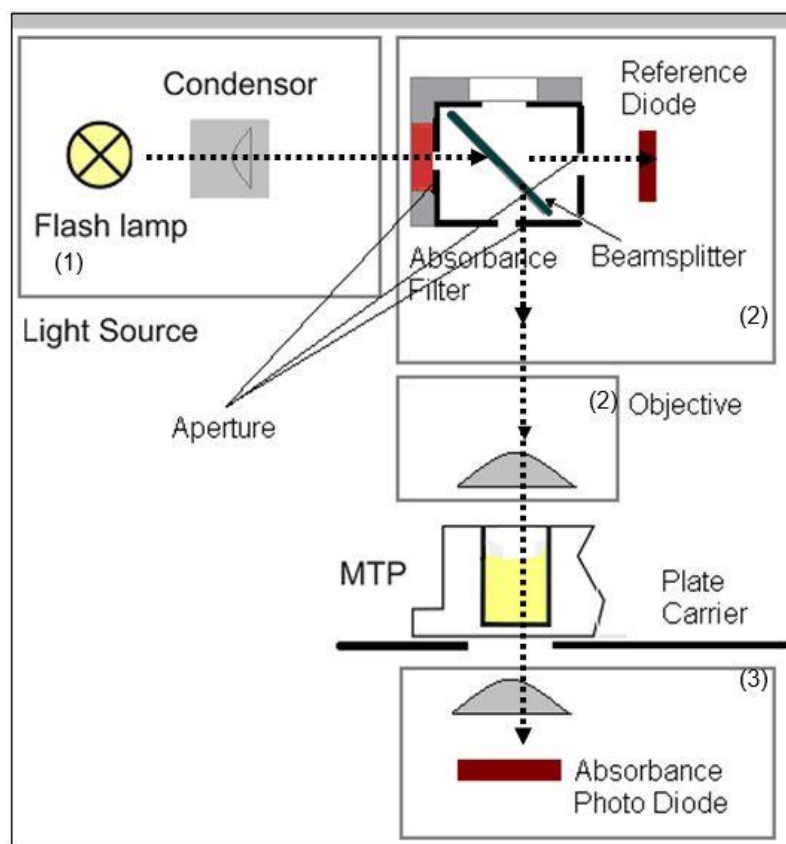 Condensor
Flash lamp
(1)
Light Source
Reference
Diode
Absorbance
Filter
Beamsplitter
(2)
Aperture
(2) Objective
MTP
Plate
Carrier
(3)
Absorbance
Photo Diode